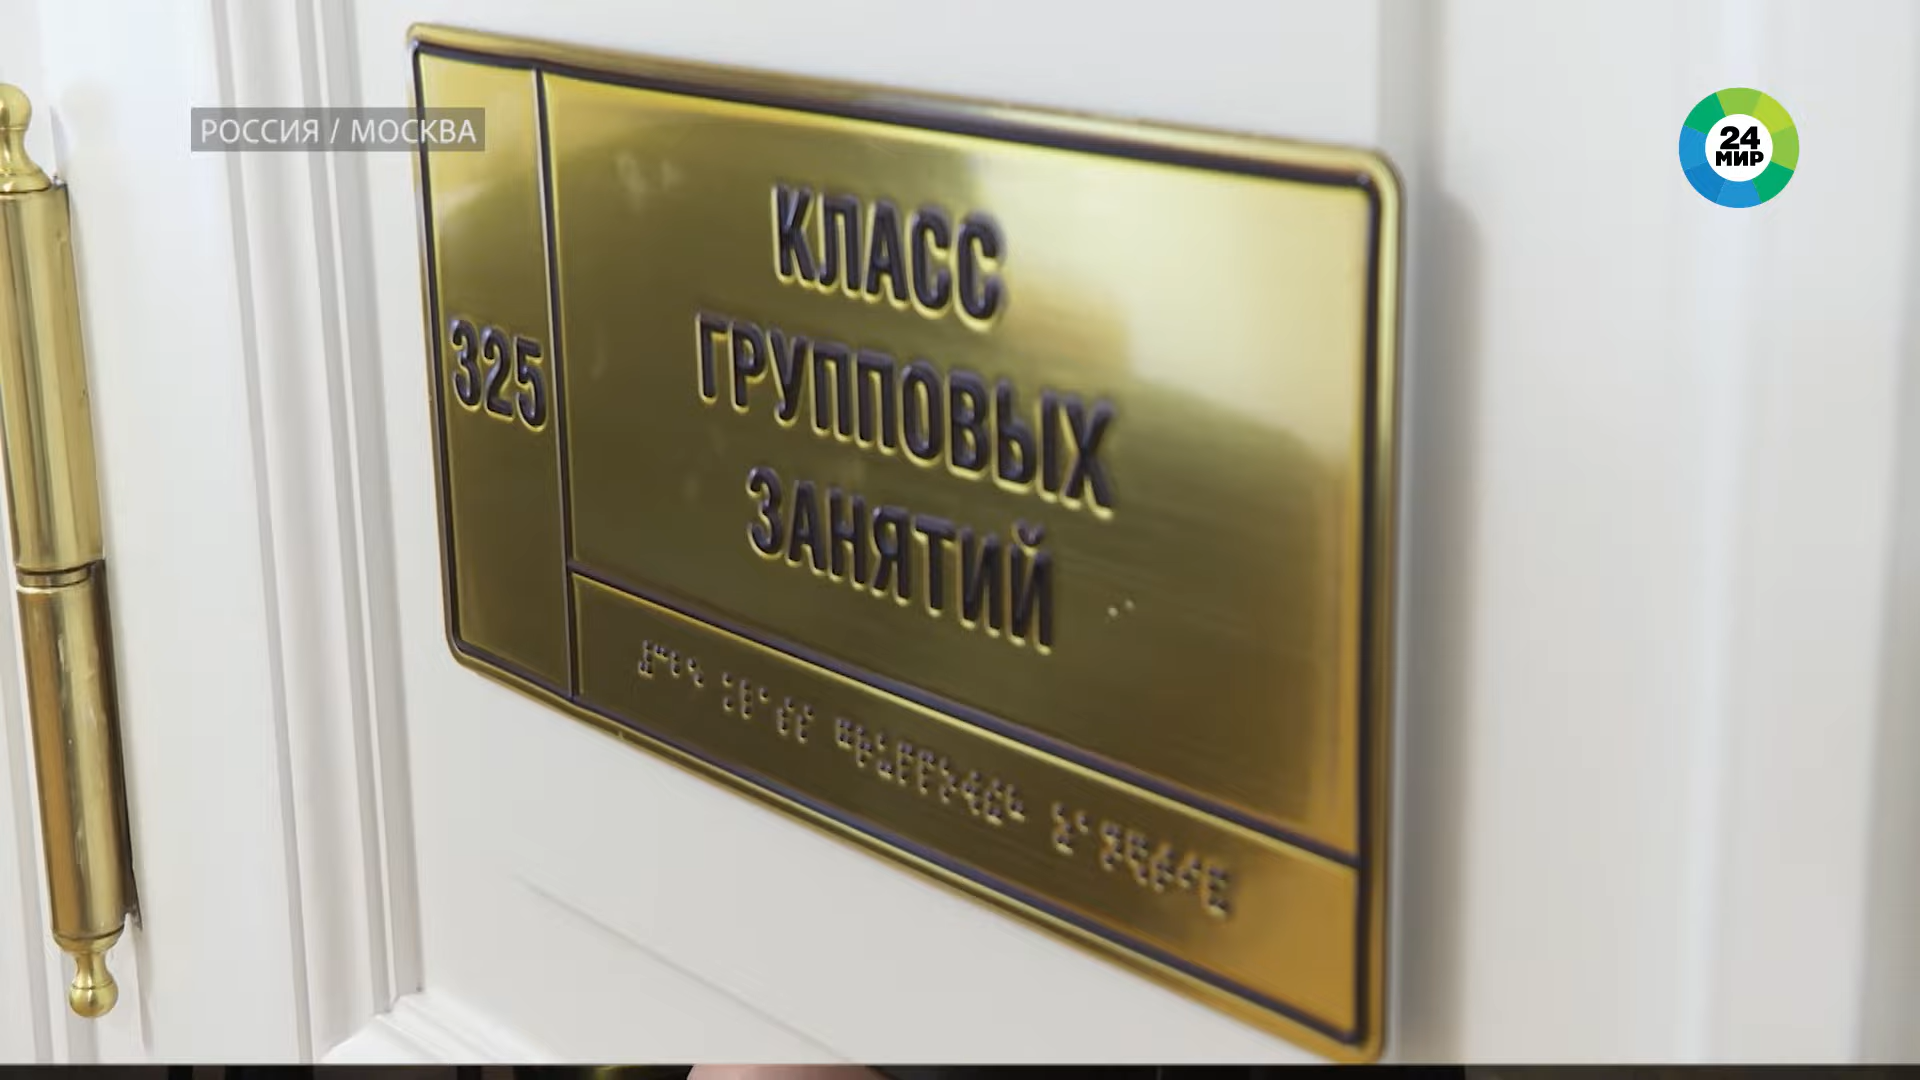 РОССИЯ / МОСКВА
24
МИР
325
КЛАСС
ГРУППОВЫХ
ЗАНЯТИЙ